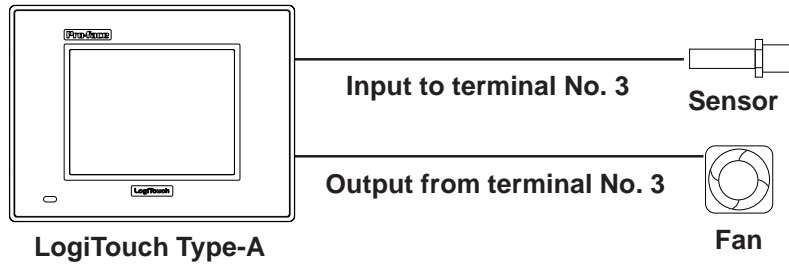 Pro-face
Input to terminal No. 3
Sensor
LogiTouch
Output from terminal No. 3
LogiTouch Type-A
Fan